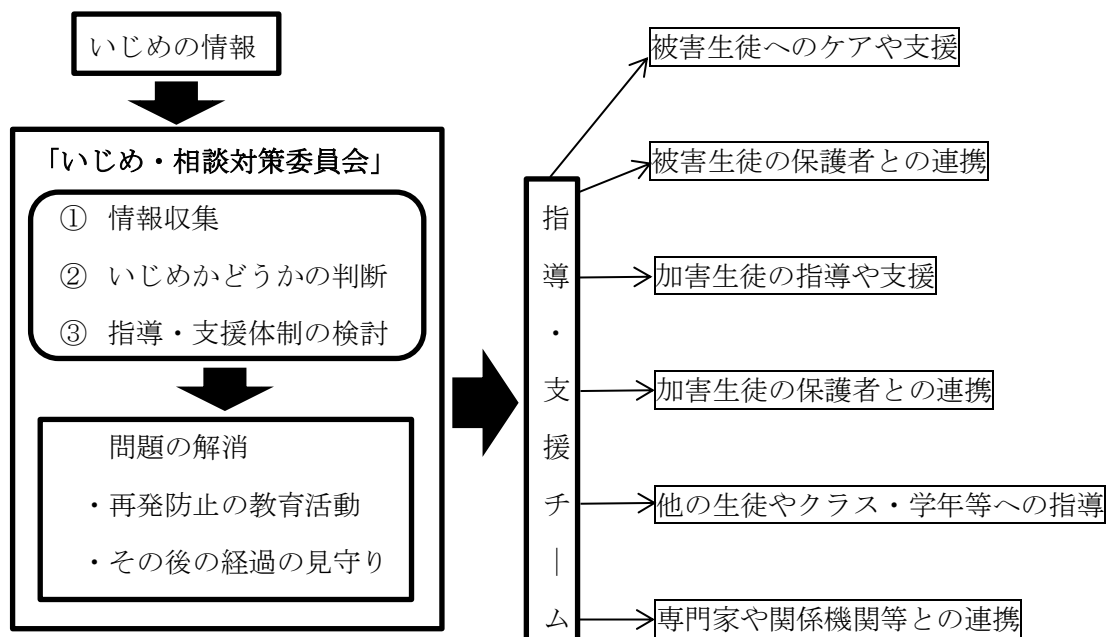 いじめの情報
「いじめ・相談対策委員会」
① 情報収集
② いじめかどうかの判断
③ 指導・支援体制の検討
問題の解消
・再発防止の教育活動
・その後の経過の見守り
指導・支援チーム
被害生徒へのケアや支援
被害生徒の保護者との連携
加害生徒の指導や支援
加害生徒の保護者との連携
他の生徒やクラス・学年等への指導
専門家や関係機関等との連携